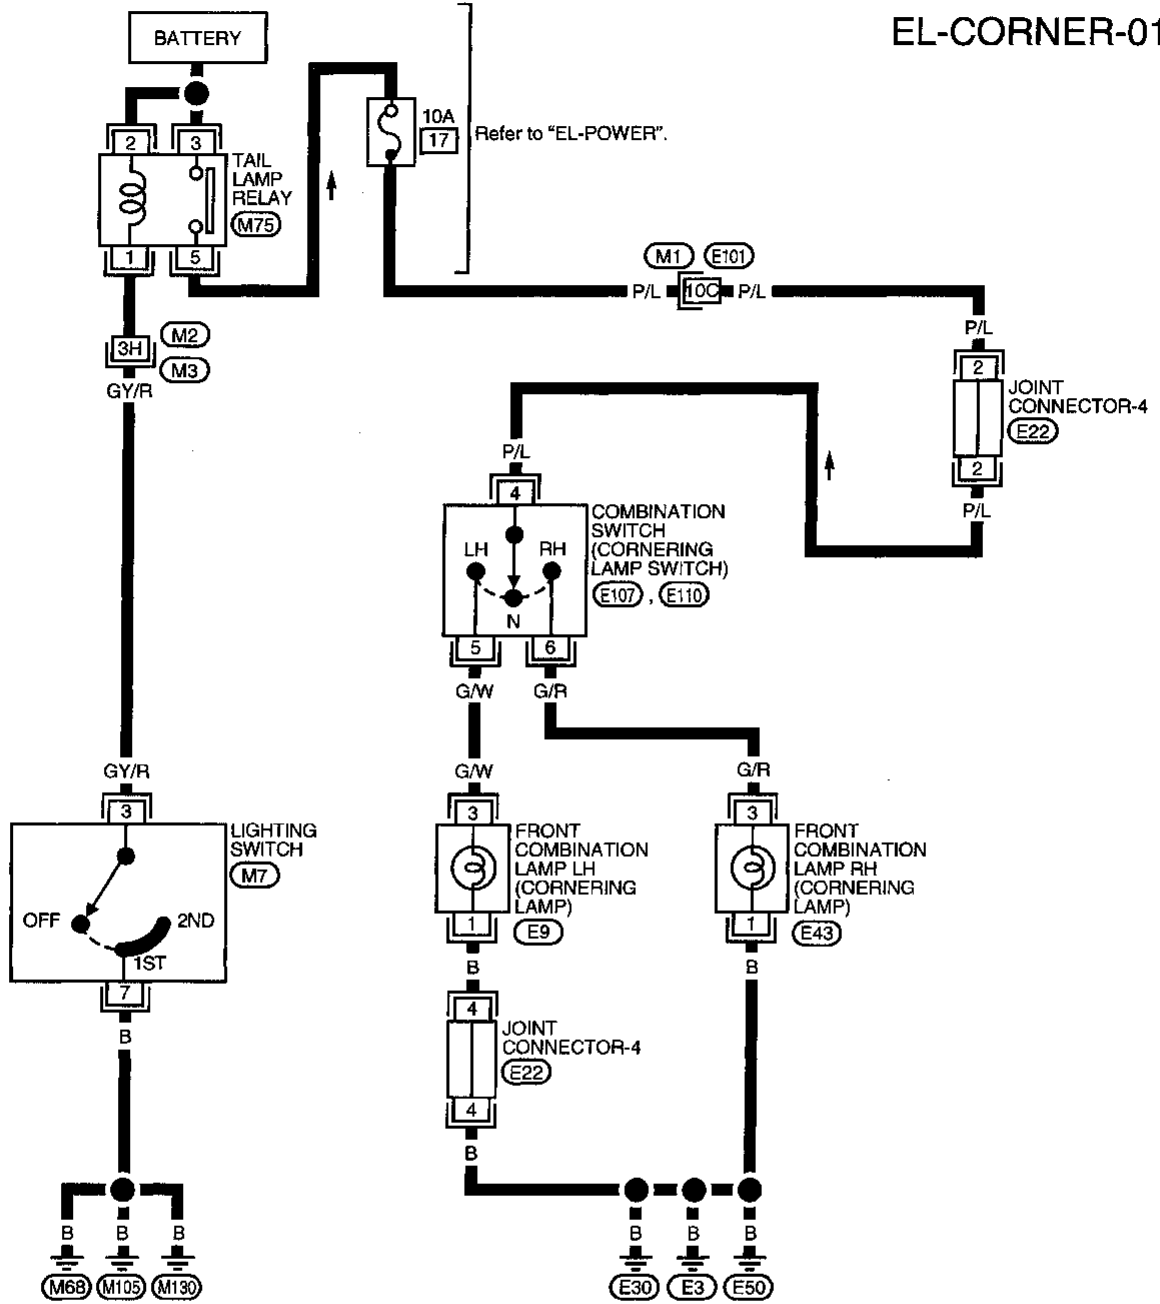 EL-CORNER-01
BATTERY
10A
17
Refer to "EL-POWER".
2
3
TAIL
LAMP
RELAY
M75
1
5
M1
E101
P/L
10C
P/L
3H
M2
M3
GY/R
P/L
2
JOINT
CONNECTOR-4
E22
2
P/L
P/L
4
COMBINATION
SWITCH
(CORNERING
LAMP SWITCH)
E107 , E110
LH
RH
N
5
6
G/W
G/R
GY/R
G/W
G/R
3
LIGHTING
SWITCH
M7
OFF
2ND
1ST
7
B
3
FRONT
COMBINATION
LAMP LH
(CORNERING
LAMP)
E9
1
B
3
FRONT
COMBINATION
LAMP RH
(CORNERING
LAMP)
E43
1
B
4
JOINT
CONNECTOR-4
E22
4
B
B
B
B
B
B
B
M68
M105
M130
E30
E3
E50